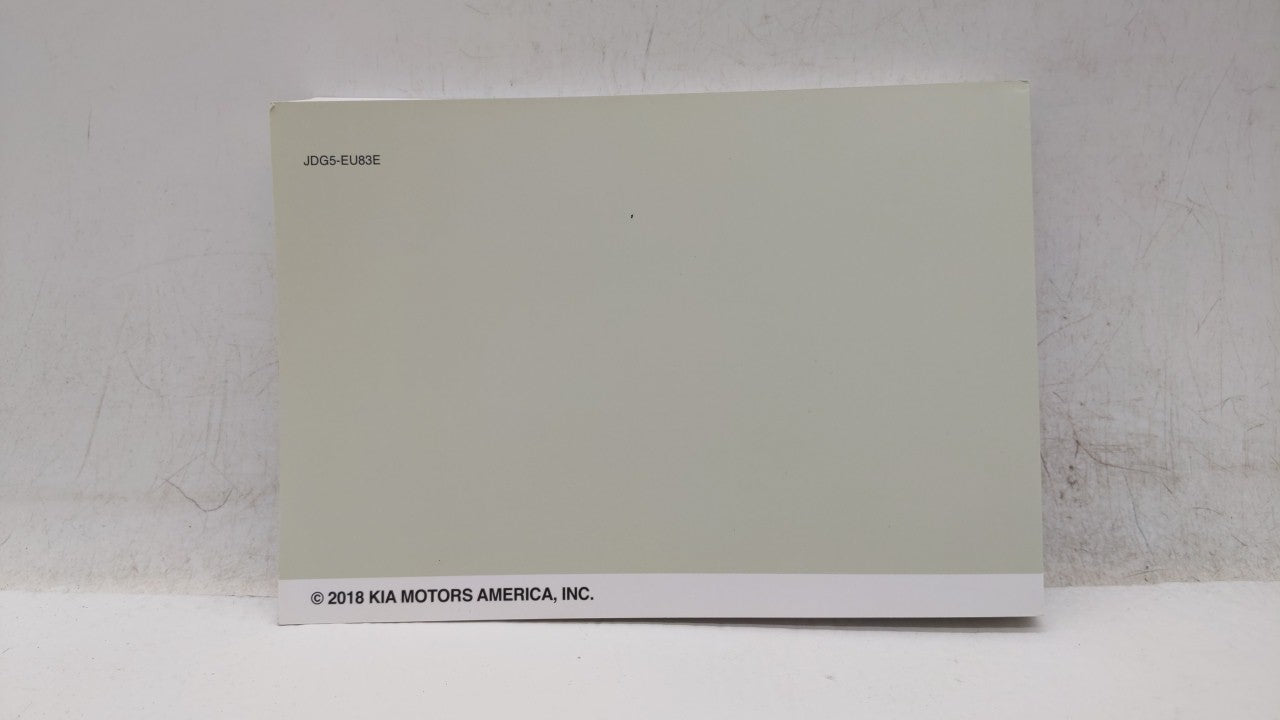 JDG5-EU83E
© 2018 KIA MOTORS AMERICA, INC.